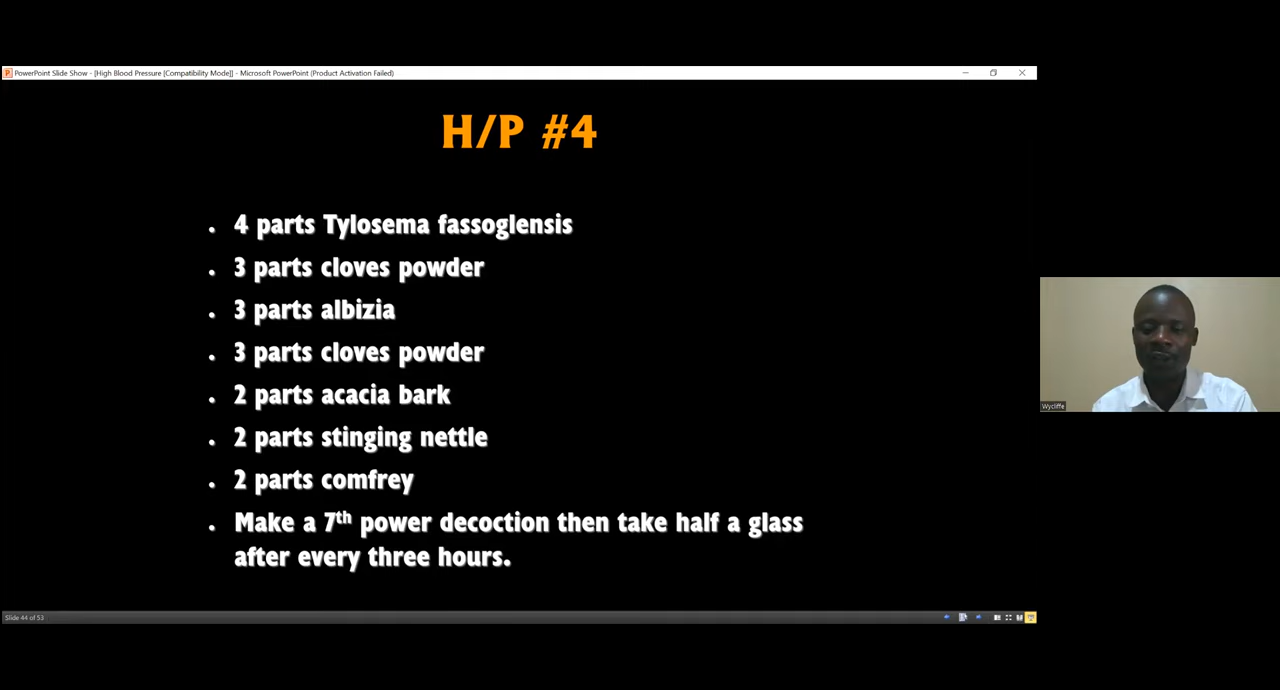 PowerPoint Slide Show - [High Blood Pressure [Compatibility Mode]] - Microsoft PowerPoint (Product Activation Failed)
H/P #4
• 4 parts Tylosema fassoglensis
• 3 parts cloves powder
• 3 parts albizia
• 3 parts cloves powder
• 2 parts acacia bark
• 2 parts stinging nettle
• 2 parts comfrey
• Make a 7th power decoction then take half a glass
after every three hours.
Wycliffe
Slide 44 of 53